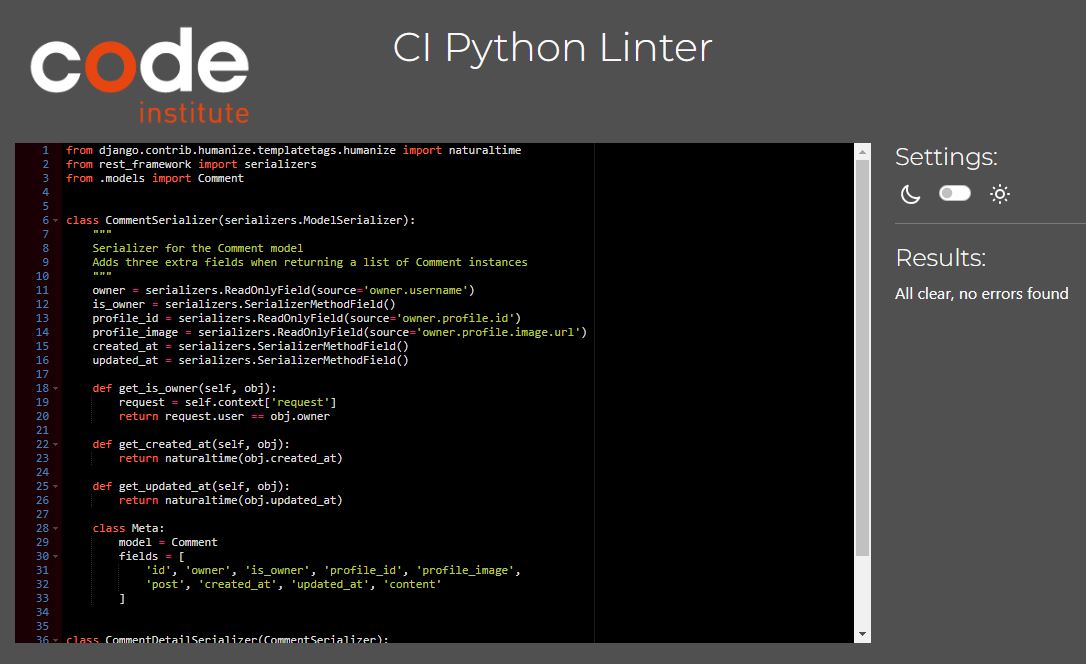 code
institute
CI Python Linter
1 from django.contrib.humanize.templatetags.humanize import naturaltime
2 from rest_framework import serializers
3 from .models import Comment
4
5
6 class CommentSerializer(serializers.ModelSerializer):
7     """
8     Serializer for the Comment model
9     Adds three extra fields when returning a list of Comment instances
10     """
11     owner = serializers.ReadOnlyField(source='owner.username')
12     is_owner = serializers.SerializerMethodField()
13     profile_id = serializers.ReadOnlyField(source='owner.profile.id')
14     profile_image = serializers.ReadOnlyField(source='owner.profile.image.url')
15     created_at = serializers.SerializerMethodField()
16     updated_at = serializers.SerializerMethodField()
17
18     def get_is_owner(self, obj):
19         request = self.context['request']
20         return request.user == obj.owner
21
22     def get_created_at(self, obj):
23         return naturaltime(obj.created_at)
24
25     def get_updated_at(self, obj):
26         return naturaltime(obj.updated_at)
27
28     class Meta:
29         model = Comment
30         fields = [
31             'id', 'owner', 'is_owner', 'profile_id', 'profile_image',
32             'post', 'created_at', 'updated_at', 'content'
33         ]
34
35
36 class CommentDetailSerializer(CommentSerializer):
Settings:
Results:
All clear, no errors found